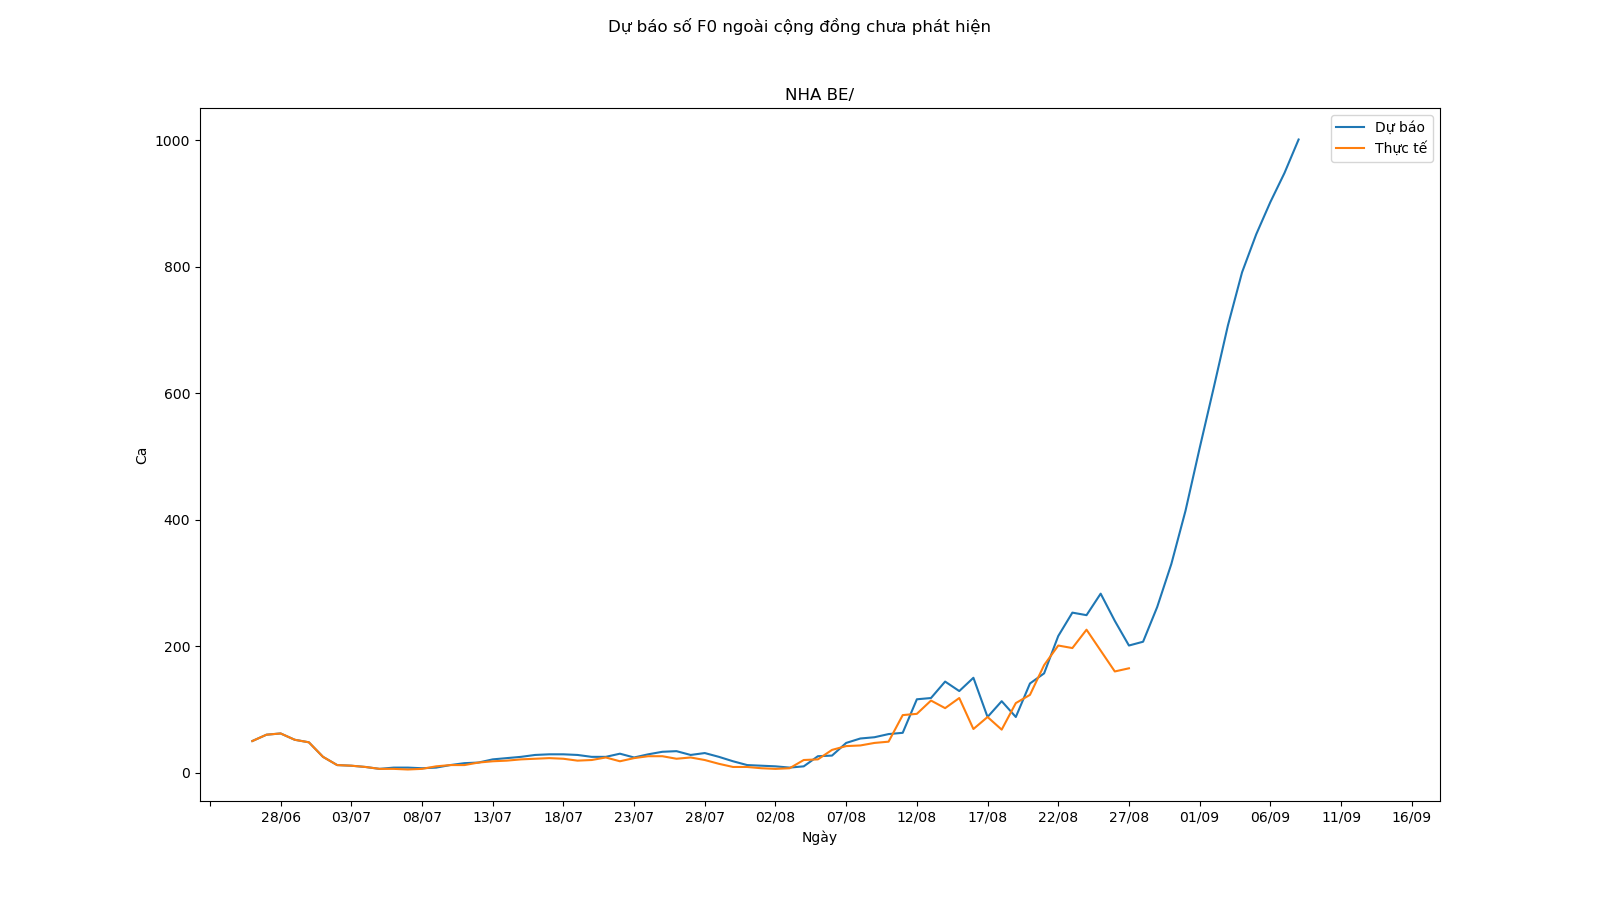 Dự báo số F0 ngoài cộng đồng chưa phát hiện
NHA BE/
Dự báo
Thực tế
1000
800
600
400
200
0
Ca
28/06 03/07 08/07 13/07 18/07 23/07 28/07 02/08 07/08 12/08 17/08 22/08 27/08 01/09 06/09 11/09 16/09
Ngày